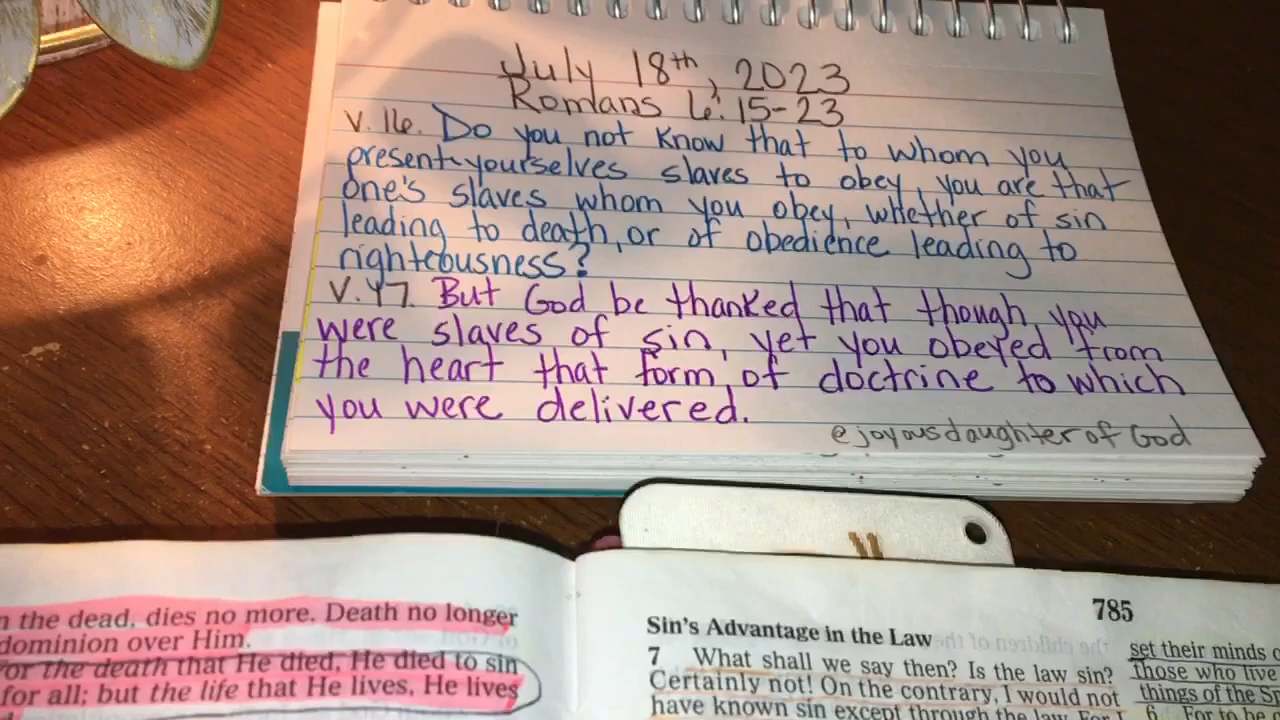 July 18th, 2023
Romans 6:15-23
V.16. Do you not know that to whom you
present yourselves slaves to obey, you are that
one's slaves whom you obey, whether of sin
leading to death, or of obedience leading to
righteousness?
V.17. But God be thanked that though you
were slaves of sin, yet you obeyed from
the heart that form of doctrine to which
you were delivered.
@joyousdaughterofGod
the dead, dies no more. Death no longer
dominion over Him.
for the death that He died, He died to sin
for all; but the life that He lives, He lives
785
Sin's Advantage in the Law
7 What shall we say then? Is the law sin?
Certainly not! On the contrary, I would not
have known sin except through the law. For
set their minds
those who live
things of the
6 For to be